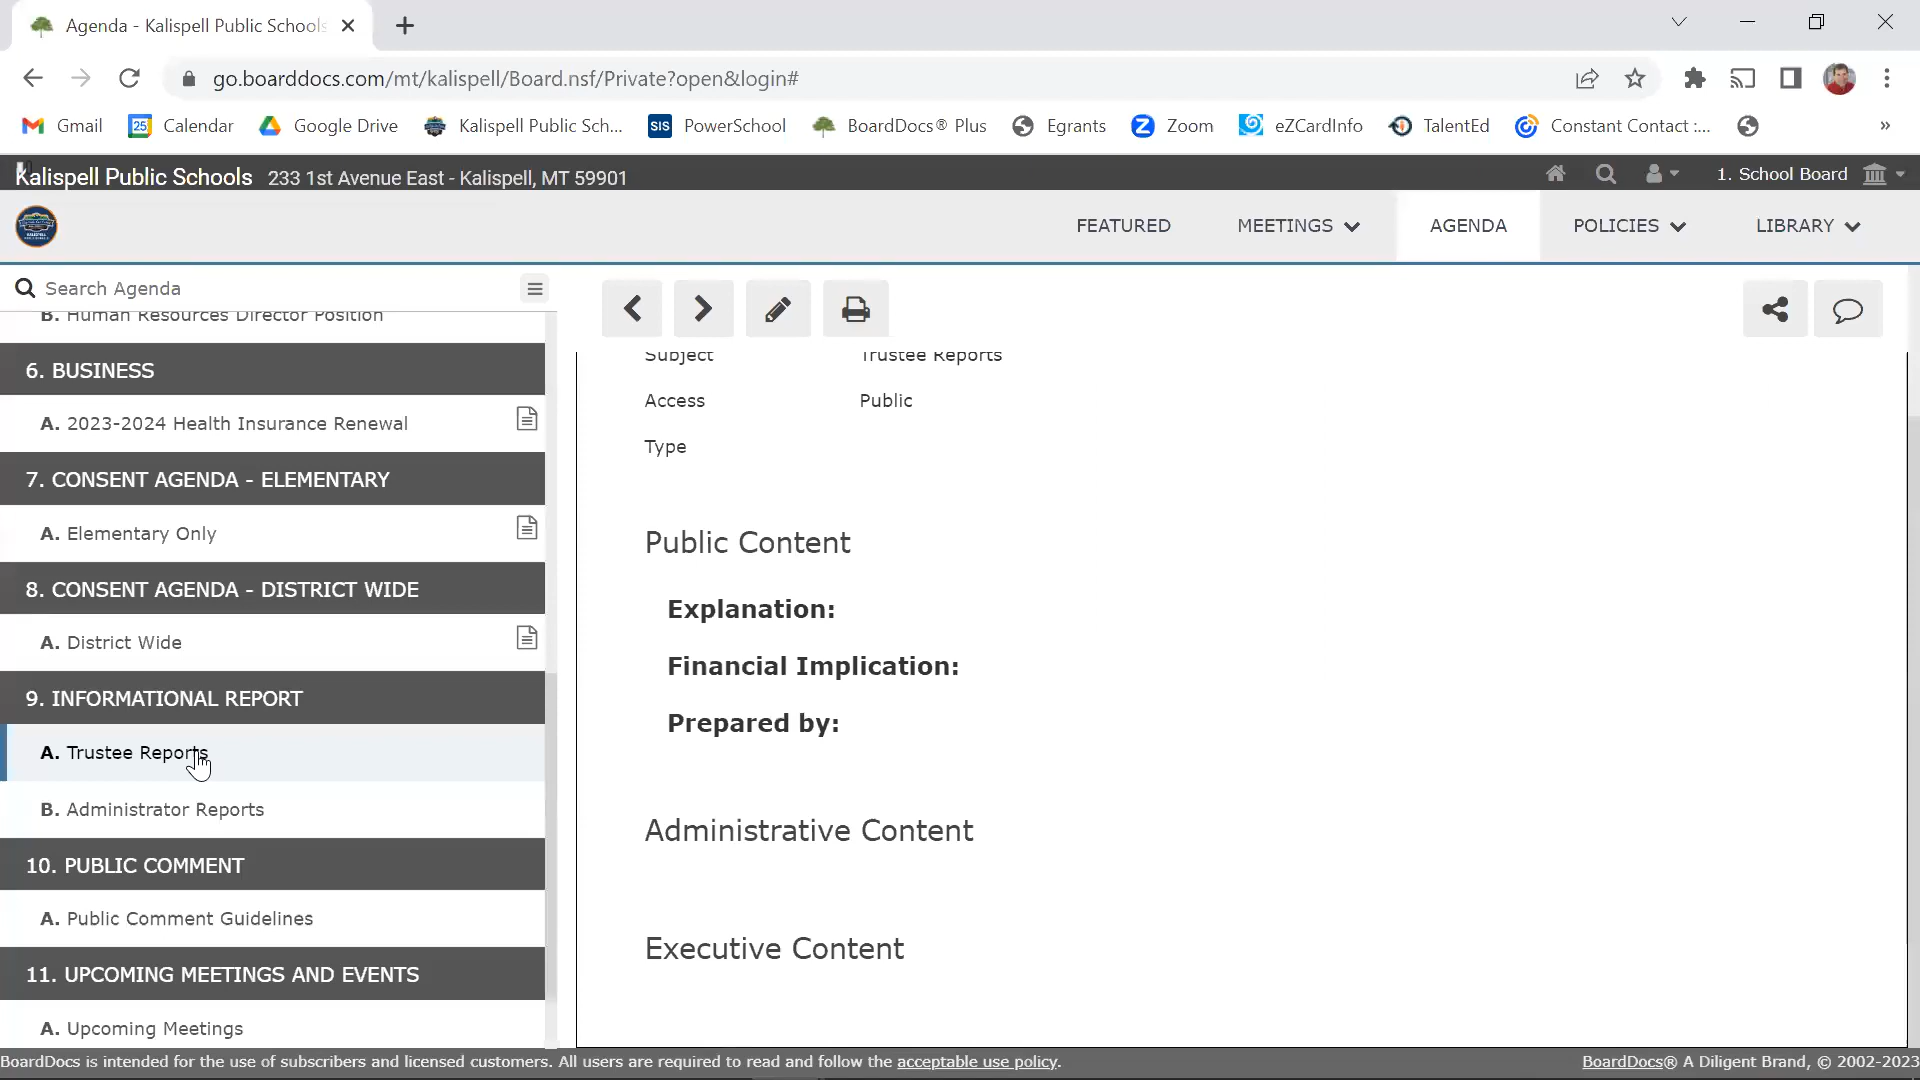 Agenda - Kalispell Public Schools
go.boarddocs.com/mt/kalispell/Board.nsf/Private?open&login#
Gmail
25
Calendar
Google Drive
Kalispell Public Sch...
SIS
PowerSchool
BoardDocs® Plus
Egrants
Zoom
eZCardInfo
TalentEd
Constant Contact :...
»
Kalispell Public Schools 233 1st Avenue East - Kalispell, MT 59901
1. School Board
FEATURED
MEETINGS
AGENDA
POLICIES
LIBRARY
Search Agenda
B. Human Resources Director Position
6. BUSINESS
A. 2023-2024 Health Insurance Renewal
7. CONSENT AGENDA - ELEMENTARY
A. Elementary Only
8. CONSENT AGENDA - DISTRICT WIDE
A. District Wide
9. INFORMATIONAL REPORT
A. Trustee Reports
B. Administrator Reports
10. PUBLIC COMMENT
A. Public Comment Guidelines
11. UPCOMING MEETINGS AND EVENTS
A. Upcoming Meetings
Subject Trustee Reports
Access Public
Type
Public Content
Explanation:
Financial Implication:
Prepared by:
Administrative Content
Executive Content
BoardDocs is intended for the use of subscribers and licensed customers. All users are required to read and follow the acceptable use policy.
BoardDocs® A Diligent Brand, © 2002-2023